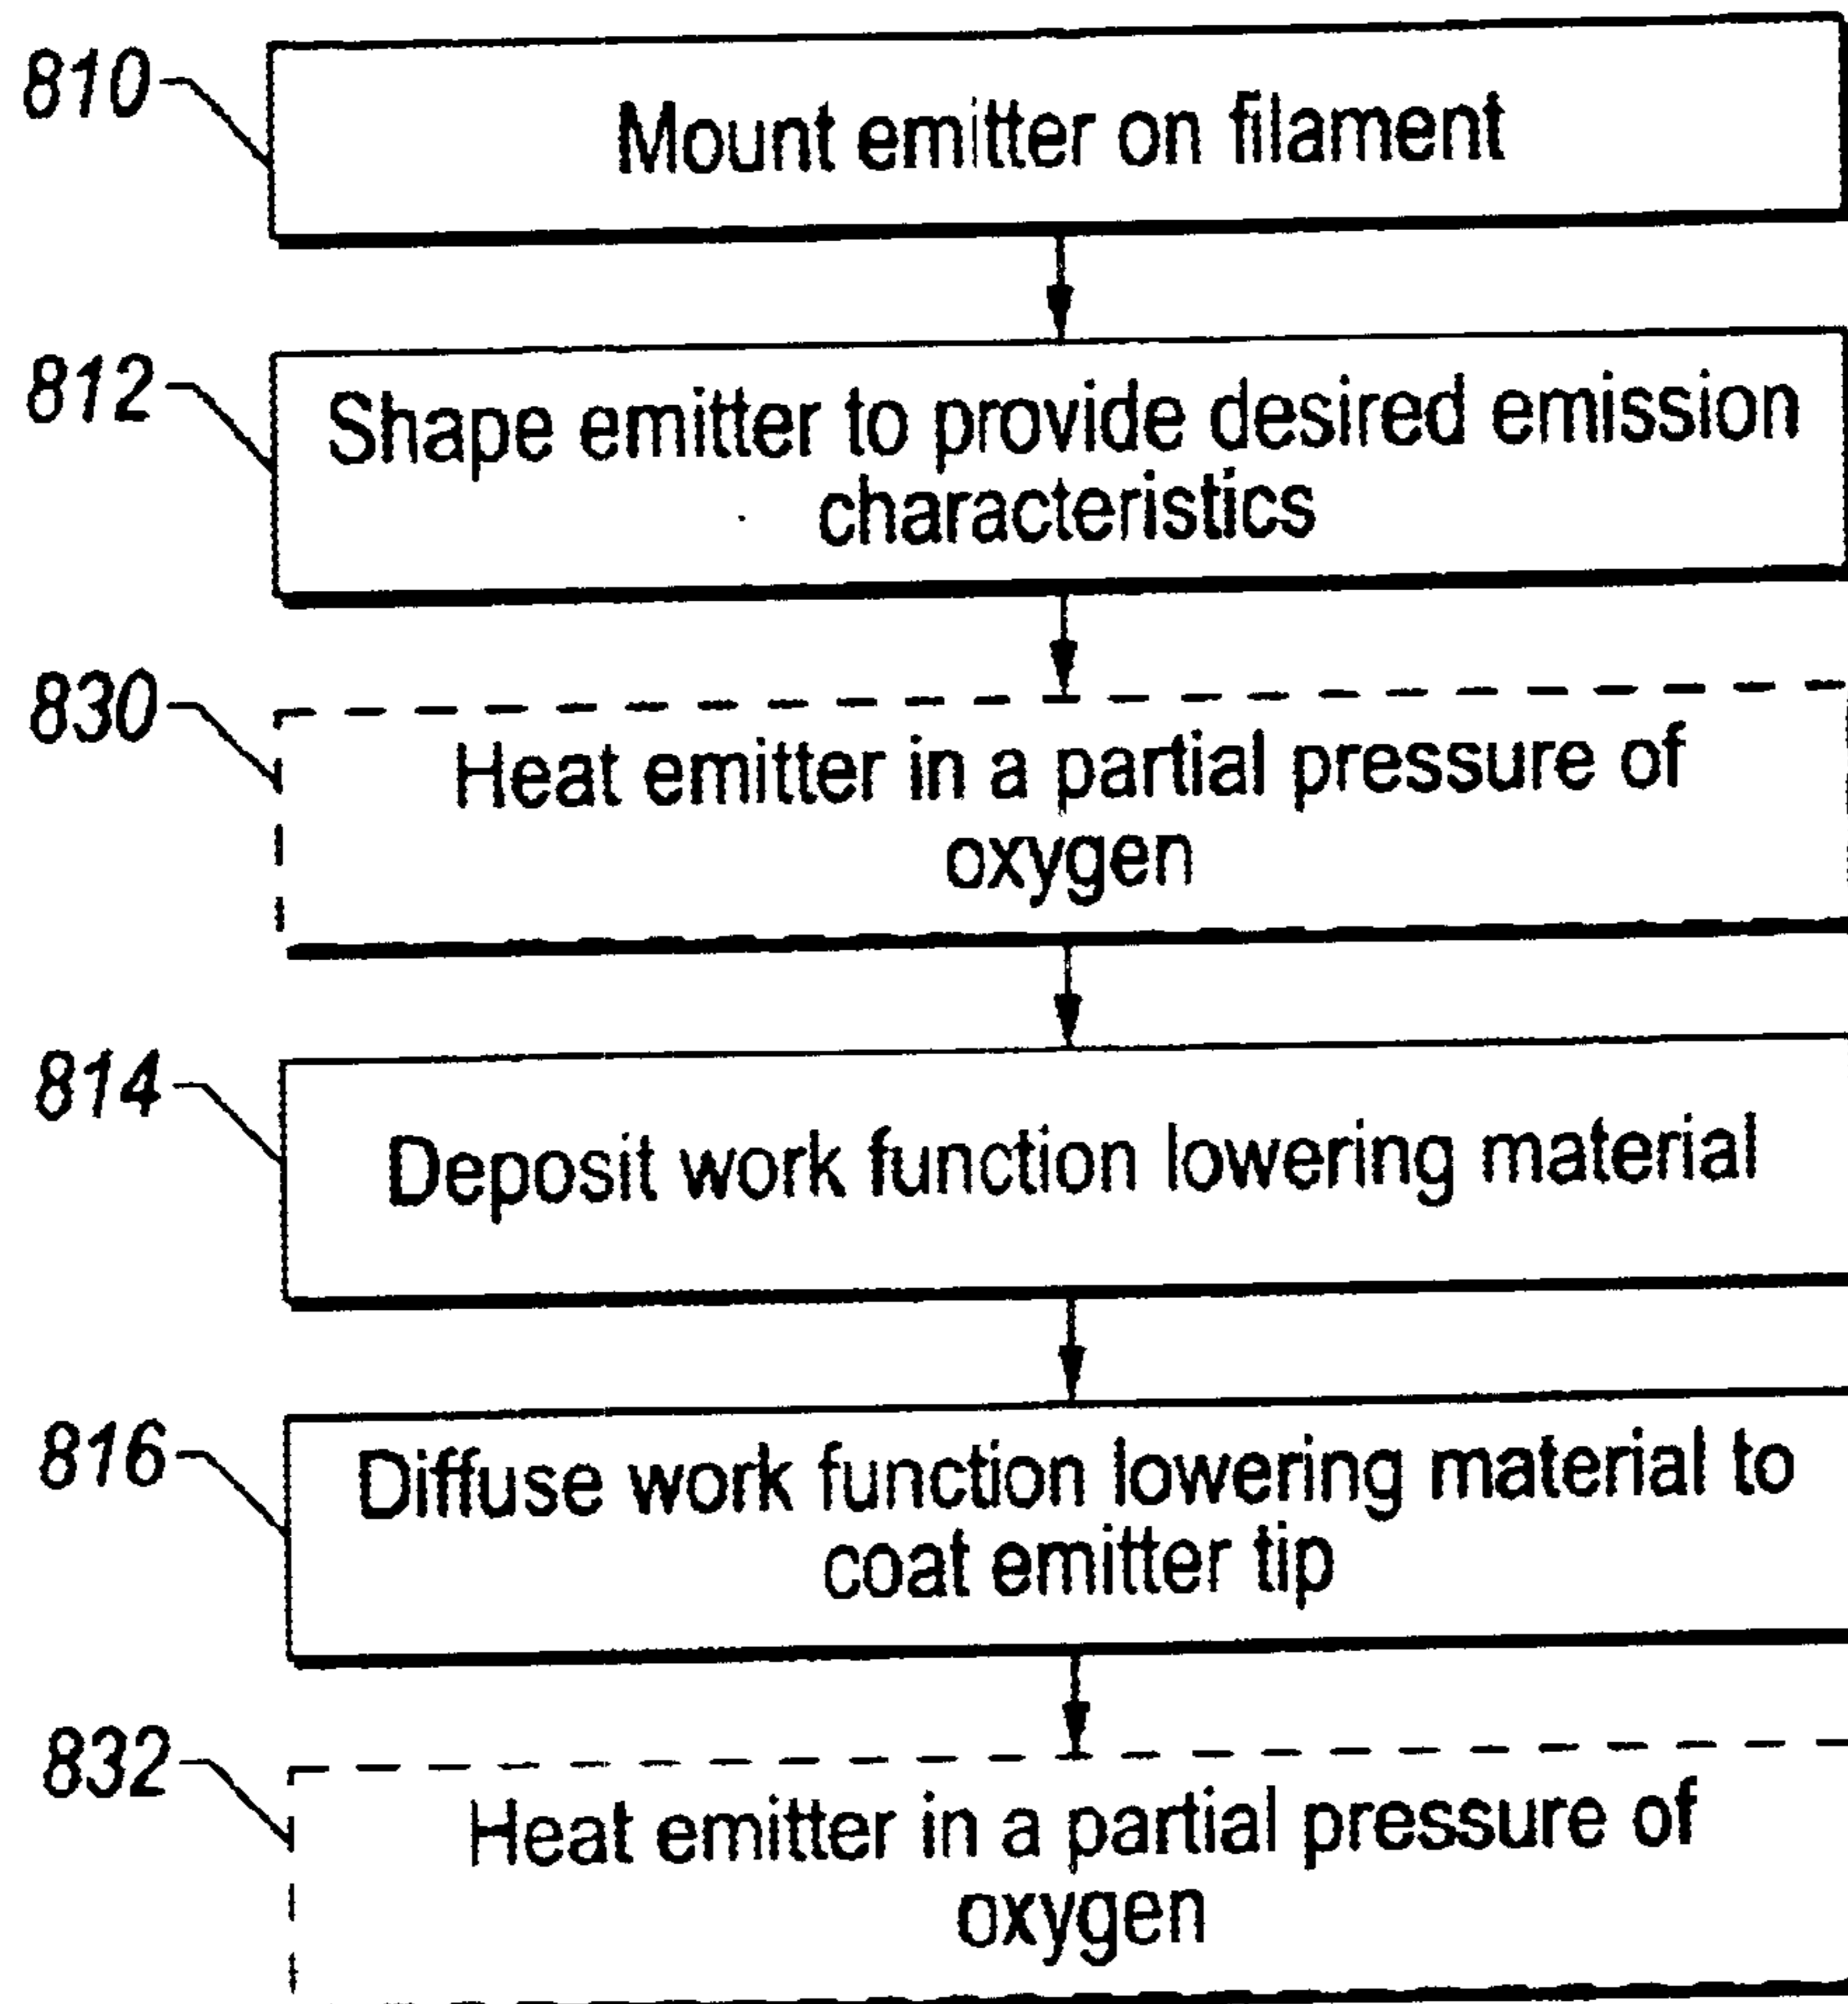 810
Mount emitter on filament
812
Shape emitter to provide desired emission
characteristics
830
Heat emitter in a partial pressure of
oxygen
814
Deposit work function lowering material
816
Diffuse work function lowering material to
coat emitter tip
832
Heat emitter in a partial pressure of
oxygen